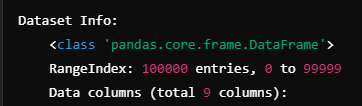 Dataset Info:
<class 'pandas.core.frame.DataFrame'>
RangeIndex: 100000 entries, 0 to 99999
Data columns (total 9 columns):